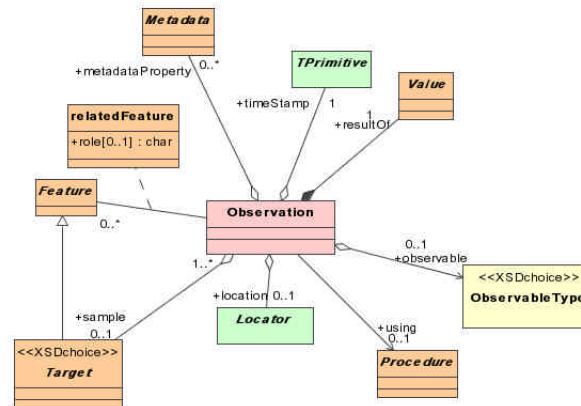 Metadata
+metadataProperty
0..*
TPrimitive
+timeStamp
1
Value
1
+resultOf
relatedFeature
+role[0..1] : char
Feature
0..*
Observation
1..*
0..1
+observable
<<XSDchoice>>
ObservableType
+location
0..1
Locator
+sample
0..1
+using
0..1
<<XSDchoice>>
Target
Procedure